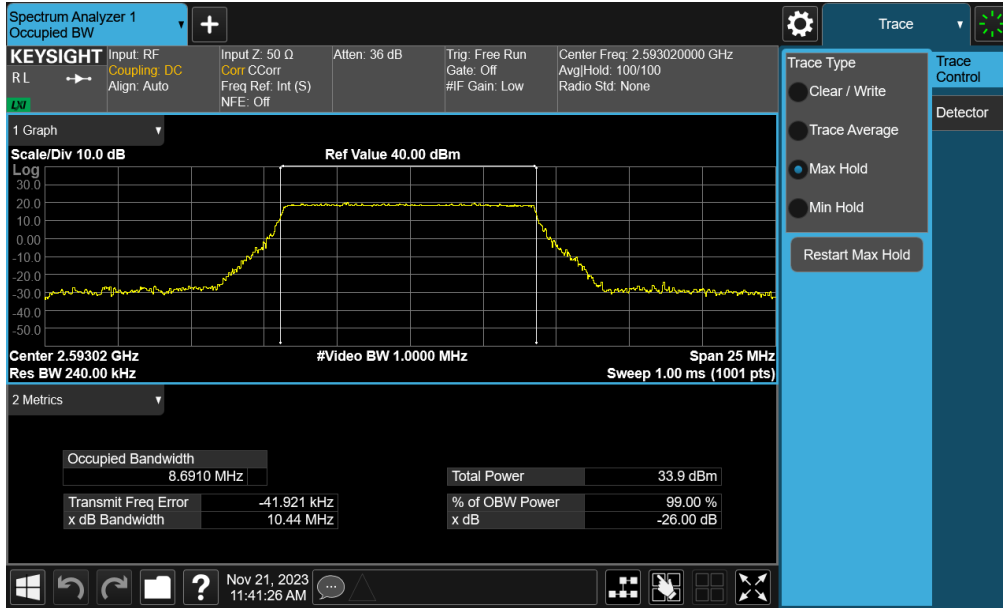 Spectrum Analyzer 1
Occupied BW
Trace
KEYSIGHT
RL
LXI
Input: RF
Coupling: DC
Align: Auto
Input Z: 50 Ω
Corr CCorr
Freq Ref: Int (S)
NFE: Off
Atten: 36 dB
Trig: Free Run
Gate: Off
#IF Gain: Low
Center Freq: 2.593020000 GHz
Avg|Hold: 100/100
Radio Std: None
Trace Type
Clear / Write
Trace Average
Max Hold
Min Hold
Restart Max Hold
Trace
Control
Detector
1 Graph
Scale/Div 10.0 dB
Ref Value 40.00 dBm
Log
30.0
20.0
10.0
0.00
-10.0
-20.0
-30.0
-40.0
-50.0
Center 2.59302 GHz
#Video BW 1.0000 MHz
Span 25 MHz
Res BW 240.00 kHz
Sweep 1.00 ms (1001 pts)
2 Metrics
Occupied Bandwidth
8.6910 MHz
Total Power 33.9 dBm
Transmit Freq Error -41.921 kHz
% of OBW Power 99.00 %
x dB Bandwidth 10.44 MHz
x dB -26.00 dB
?
Nov 21, 2023
11:41:26 AM